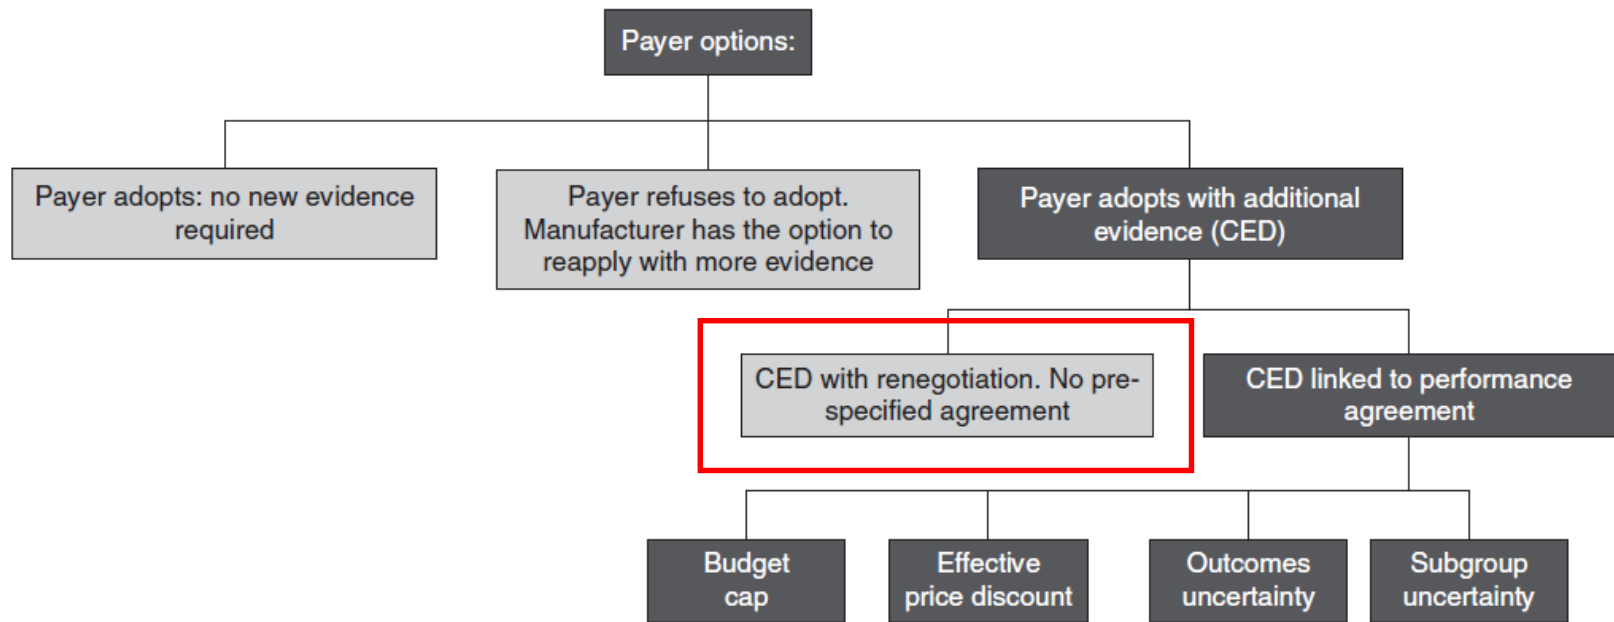 Payer options:
Payer adopts: no new evidence
required
Payer refuses to adopt.
Manufacturer has the option to
reapply with more evidence
Payer adopts with additional
evidence (CED)
CED with renegotiation. No pre-
specified agreement
CED linked to performance
agreement
Budget
cap
Effective
price discount
Outcomes
uncertainty
Subgroup
uncertainty